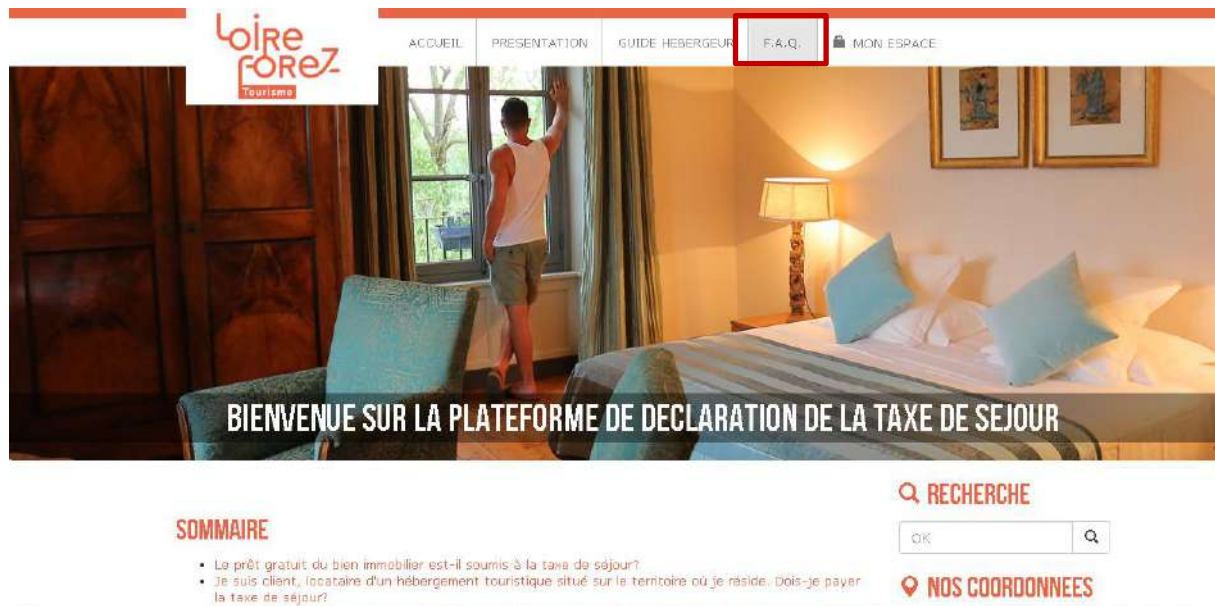 Loire
FOREZ
Tourisme
ACCUEIL PRESENTATION GUIDE HEBERGEUR F.A.Q. MON ESPACE
BIENVENUE SUR LA PLATEFORME DE DECLARATION DE LA TAXE DE SEJOUR
SOMMAIRE
• Le prêt gratuit du bien immobilier est-il soumis à la taxe de séjour?
• Je suis client, locataire d'un hébergement touristique situé sur le territoire où je réside. Dois-je payer
la taxe de séjour?
RECHERCHE
OK
NOS COORDONNEES